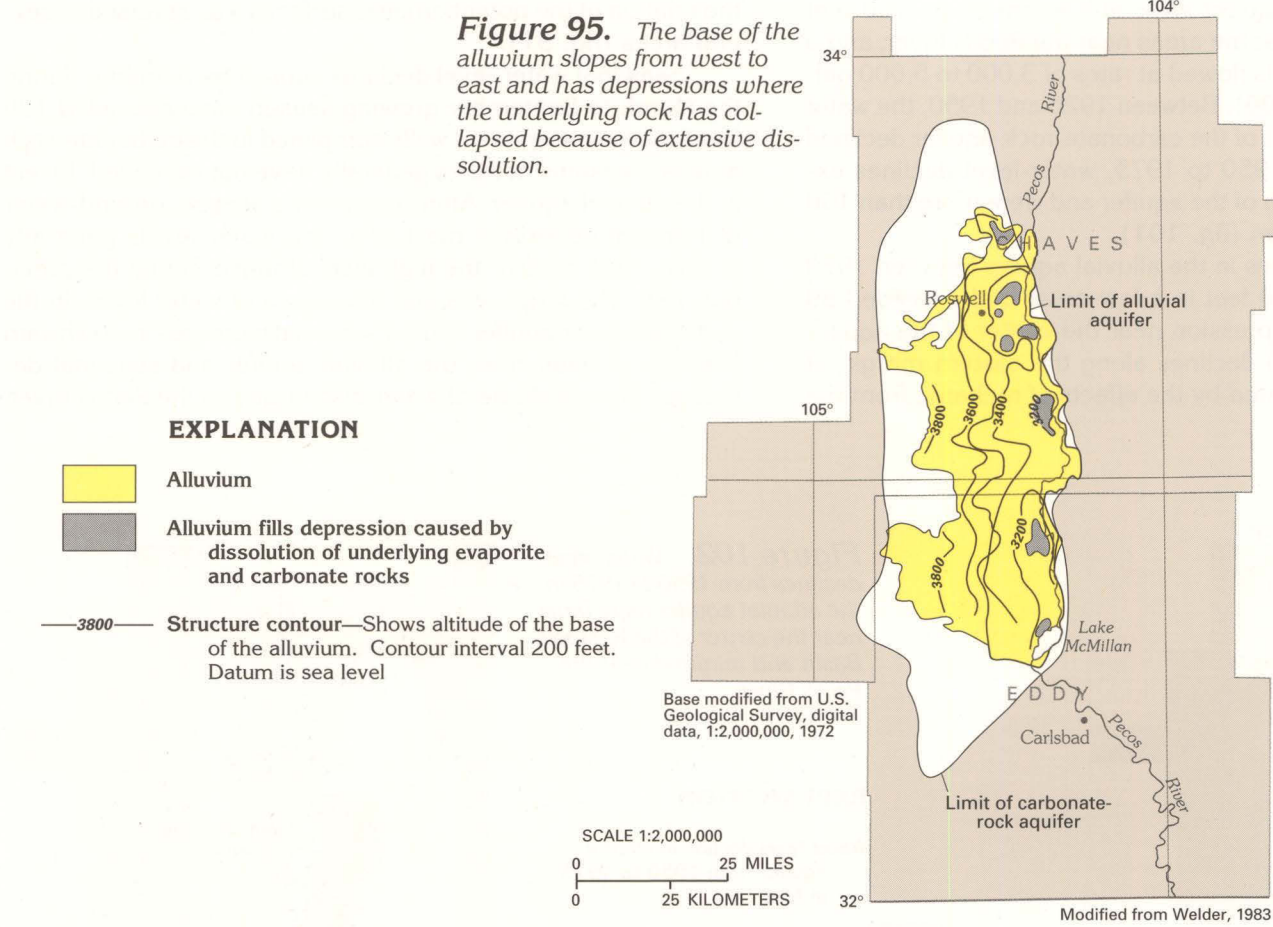 Figure 95. The base of the
alluvium slopes from west to
east and has depressions where
the underlying rock has col-
lapsed because of extensive dis-
solution.
EXPLANATION
Alluvium
Alluvium fills depression caused by
dissolution of underlying evaporite
and carbonate rocks
3800 Structure contour—Shows altitude of the base
of the alluvium. Contour interval 200 feet.
Datum is sea level
104°
34°
Pecos River
CHAVES
Roswell
Limit of alluvial
aquifer
105°
3800
3600
3400
3200
3200
3800
Lake
McMillan
EDDY
Carlsbad
Pecos River
Base modified from U.S.
Geological Survey, digital
data, 1:2,000,000, 1972
Limit of carbonate-
rock aquifer
SCALE 1:2,000,000
0 25 MILES
0 25 KILOMETERS
32°
Modified from Welder, 1983